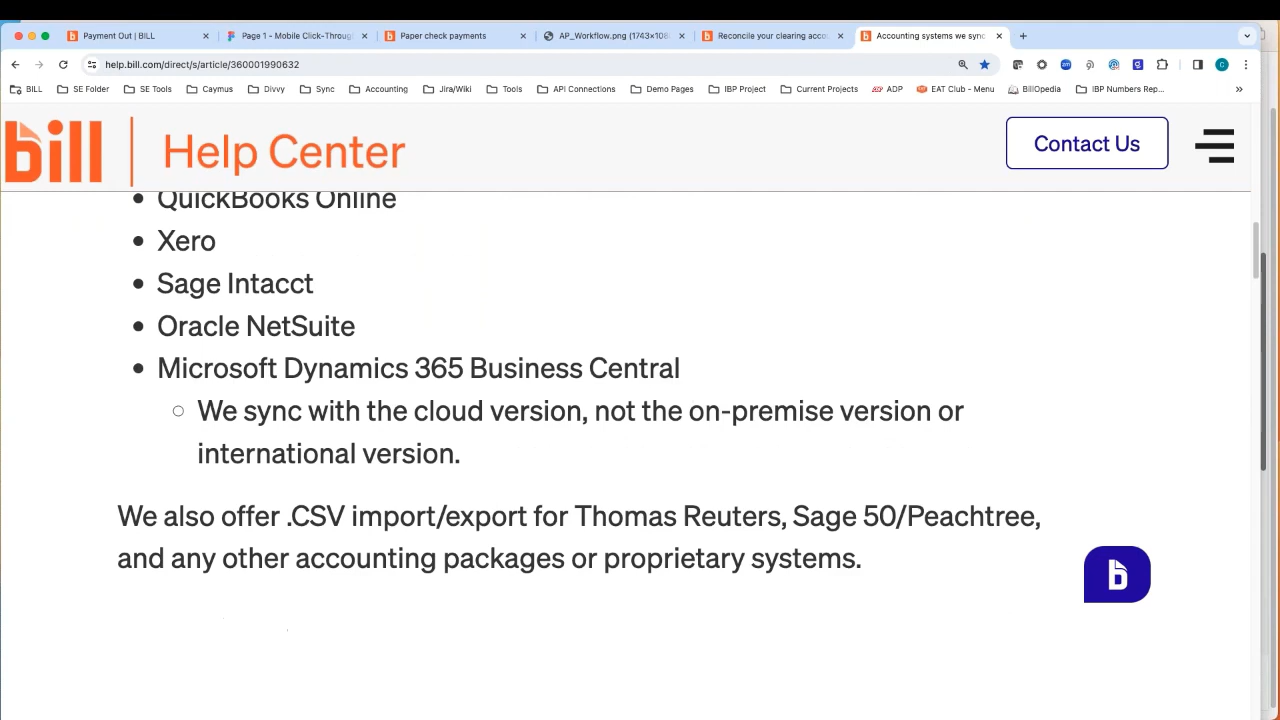 Payment Out | BILL
Page 1 - Mobile Click-Throug
Paper check payments
AP_Workflow.png (1743×108
Reconcile your clearing acco
Accounting systems we sync
help.bill.com/direct/s/article/360001990632
BILL
SE Folder
SE Tools
Caymus
Divvy
Sync
Accounting
Jira/Wiki
Tools
API Connections
Demo Pages
IBP Project
Current Projects
ADP
EAT Club - Menu
BillOpedia
IBP Numbers Rep...
bill Help Center
Contact Us
• QuickBooks Online
• Xero
• Sage Intacct
• Oracle NetSuite
• Microsoft Dynamics 365 Business Central
○ We sync with the cloud version, not the on-premise version or
international version.
We also offer .CSV import/export for Thomas Reuters, Sage 50/Peachtree,
and any other accounting packages or proprietary systems.
b